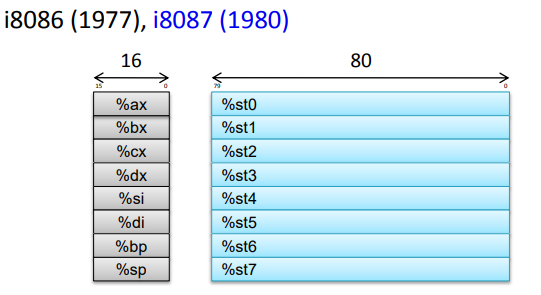 i8086 (1977), i8087 (1980)
16 80
15 0 79 0
%ax %st0
%bx %st1
%cx %st2
%dx %st3
%si %st4
%di %st5
%bp %st6
%sp %st7